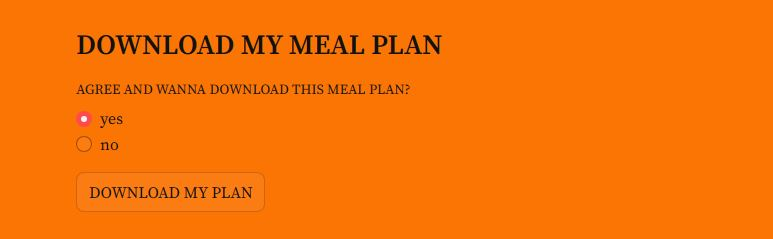 DOWNLOAD MY MEAL PLAN
AGREE AND WANNA DOWNLOAD THIS MEAL PLAN?
yes
no
DOWNLOAD MY PLAN